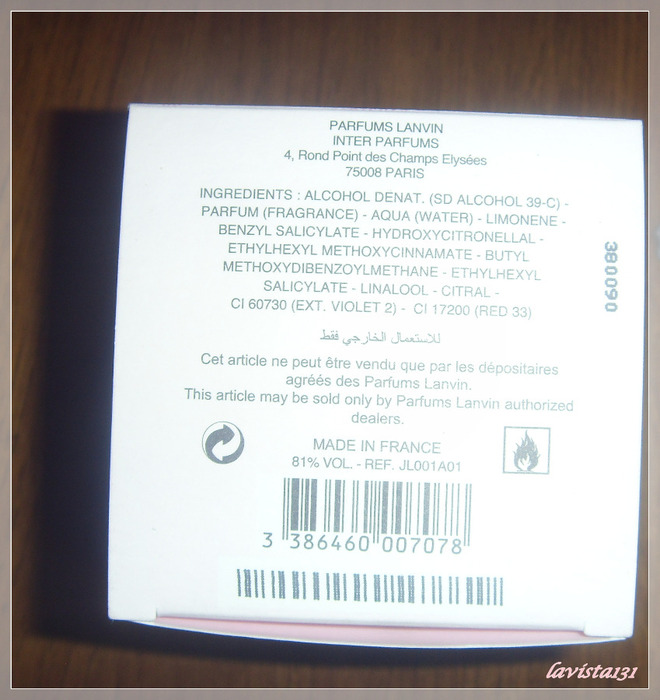 PARFUMS LANVIN
INTER PARFUMS
4, Rond Point des Champs Elysées
75008 PARIS
INGREDIENTS : ALCOHOL DENAT. (SD ALCOHOL 39-C) -
PARFUM (FRAGRANCE) - AQUA (WATER) - LIMONENE -
BENZYL SALICYLATE - HYDROXYCITRONELLAL -
ETHYLHEXYL METHOXYCINNAMATE - BUTYL
METHOXYDIBENZOYLMETHANE - ETHYLHEXYL
SALICYLATE - LINALOOL - CITRAL -
CI 60730 (EXT. VIOLET 2) - CI 17200 (RED 33)
380090
للاستعمال الخارجي فقط
Cet article ne peut être vendu que par les dépositaires
agréés des Parfums Lanvin.
This article may be sold only by Parfums Lanvin authorized
dealers.
MADE IN FRANCE
81% VOL. - REF. JL001A01
3 386460 007078
lavista131